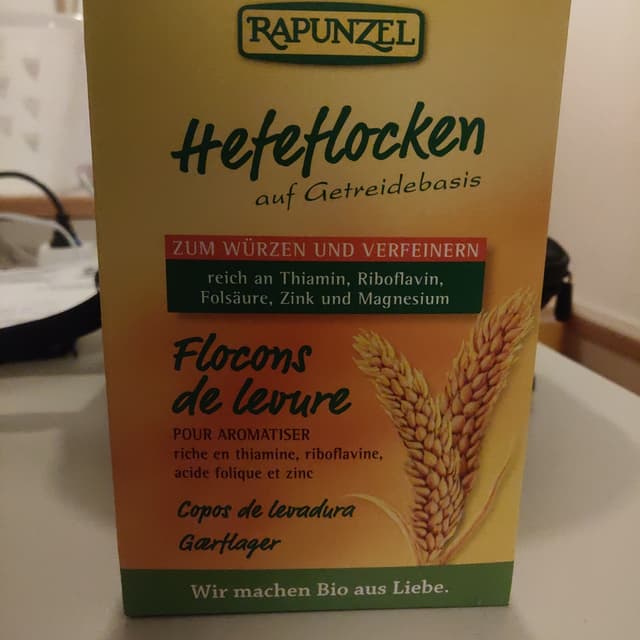 RAPUNZEL
Hefeflocken
auf Getreidebasis
ZUM WÜRZEN UND VERFEINERN
reich an Thiamin, Riboflavin,
Folsäure, Zink und Magnesium
Flocons
de levure
POUR AROMATISER
riche en thiamine, riboflavine,
acide folique et zinc
Copos de levadura
Gærflager
Wir machen Bio aus Liebe.